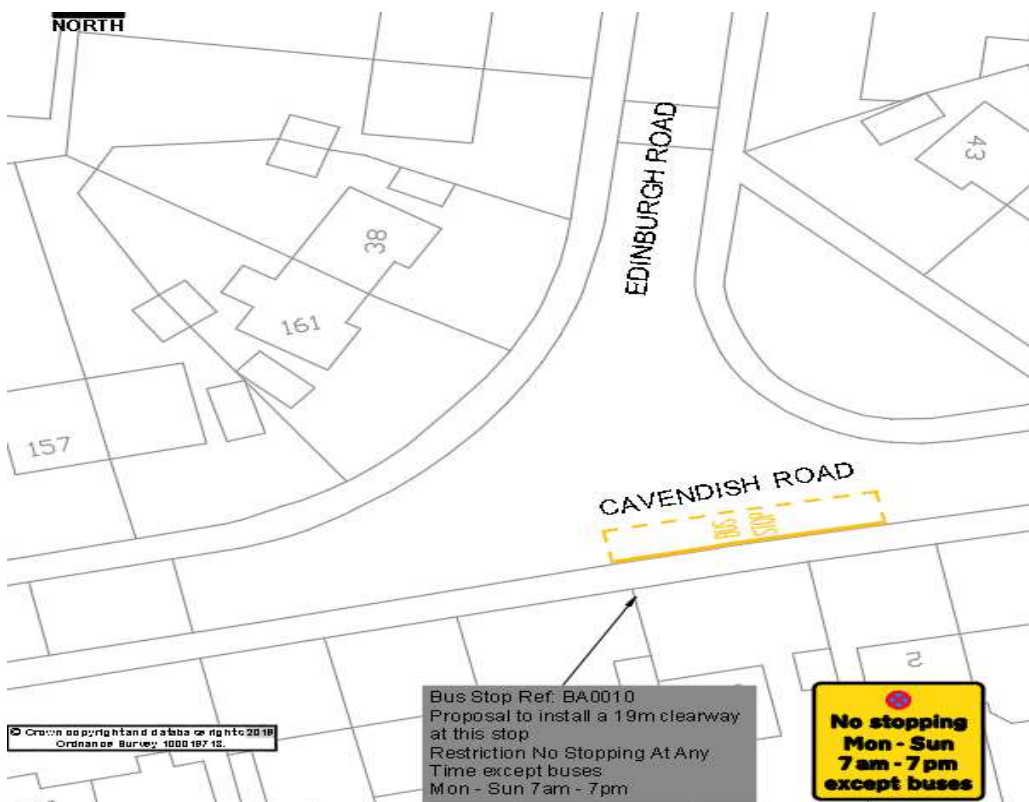 NORTH
EDINBURGH ROAD
43
38
161
157
CAVENDISH ROAD
BUS STOP
2
Bus Stop Ref: BA0010
Proposal to install a 19m clearway
at this stop
Restriction No Stopping At Any
Time except buses
Mon - Sun 7am - 7pm
© Crown copyright and database rights 2018
Ordnance Survey 100019712.
No stopping
Mon - Sun
7 am - 7 pm
except buses